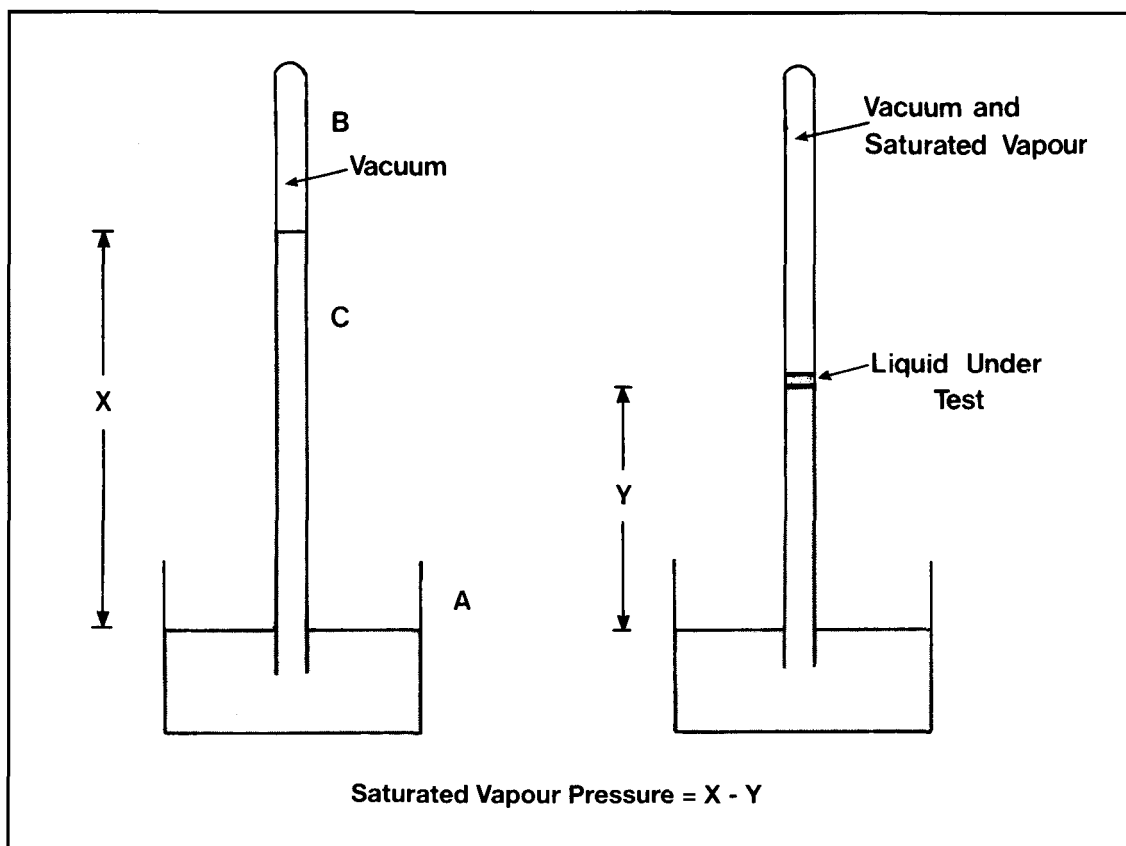 B
Vacuum
X
C
A
Vacuum and
Saturated Vapour
Liquid Under
Test
Y
Saturated Vapour Pressure = X - Y